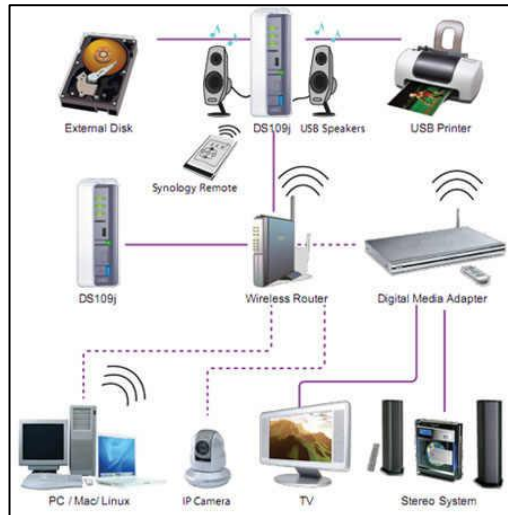 External Disk
DS109j
USB Speakers
USB Printer
Synology Remote
DS109j
Wireless Router
Digital Media Adapter
PC / Mac/ Linux
IP Camera
TV
Stereo System